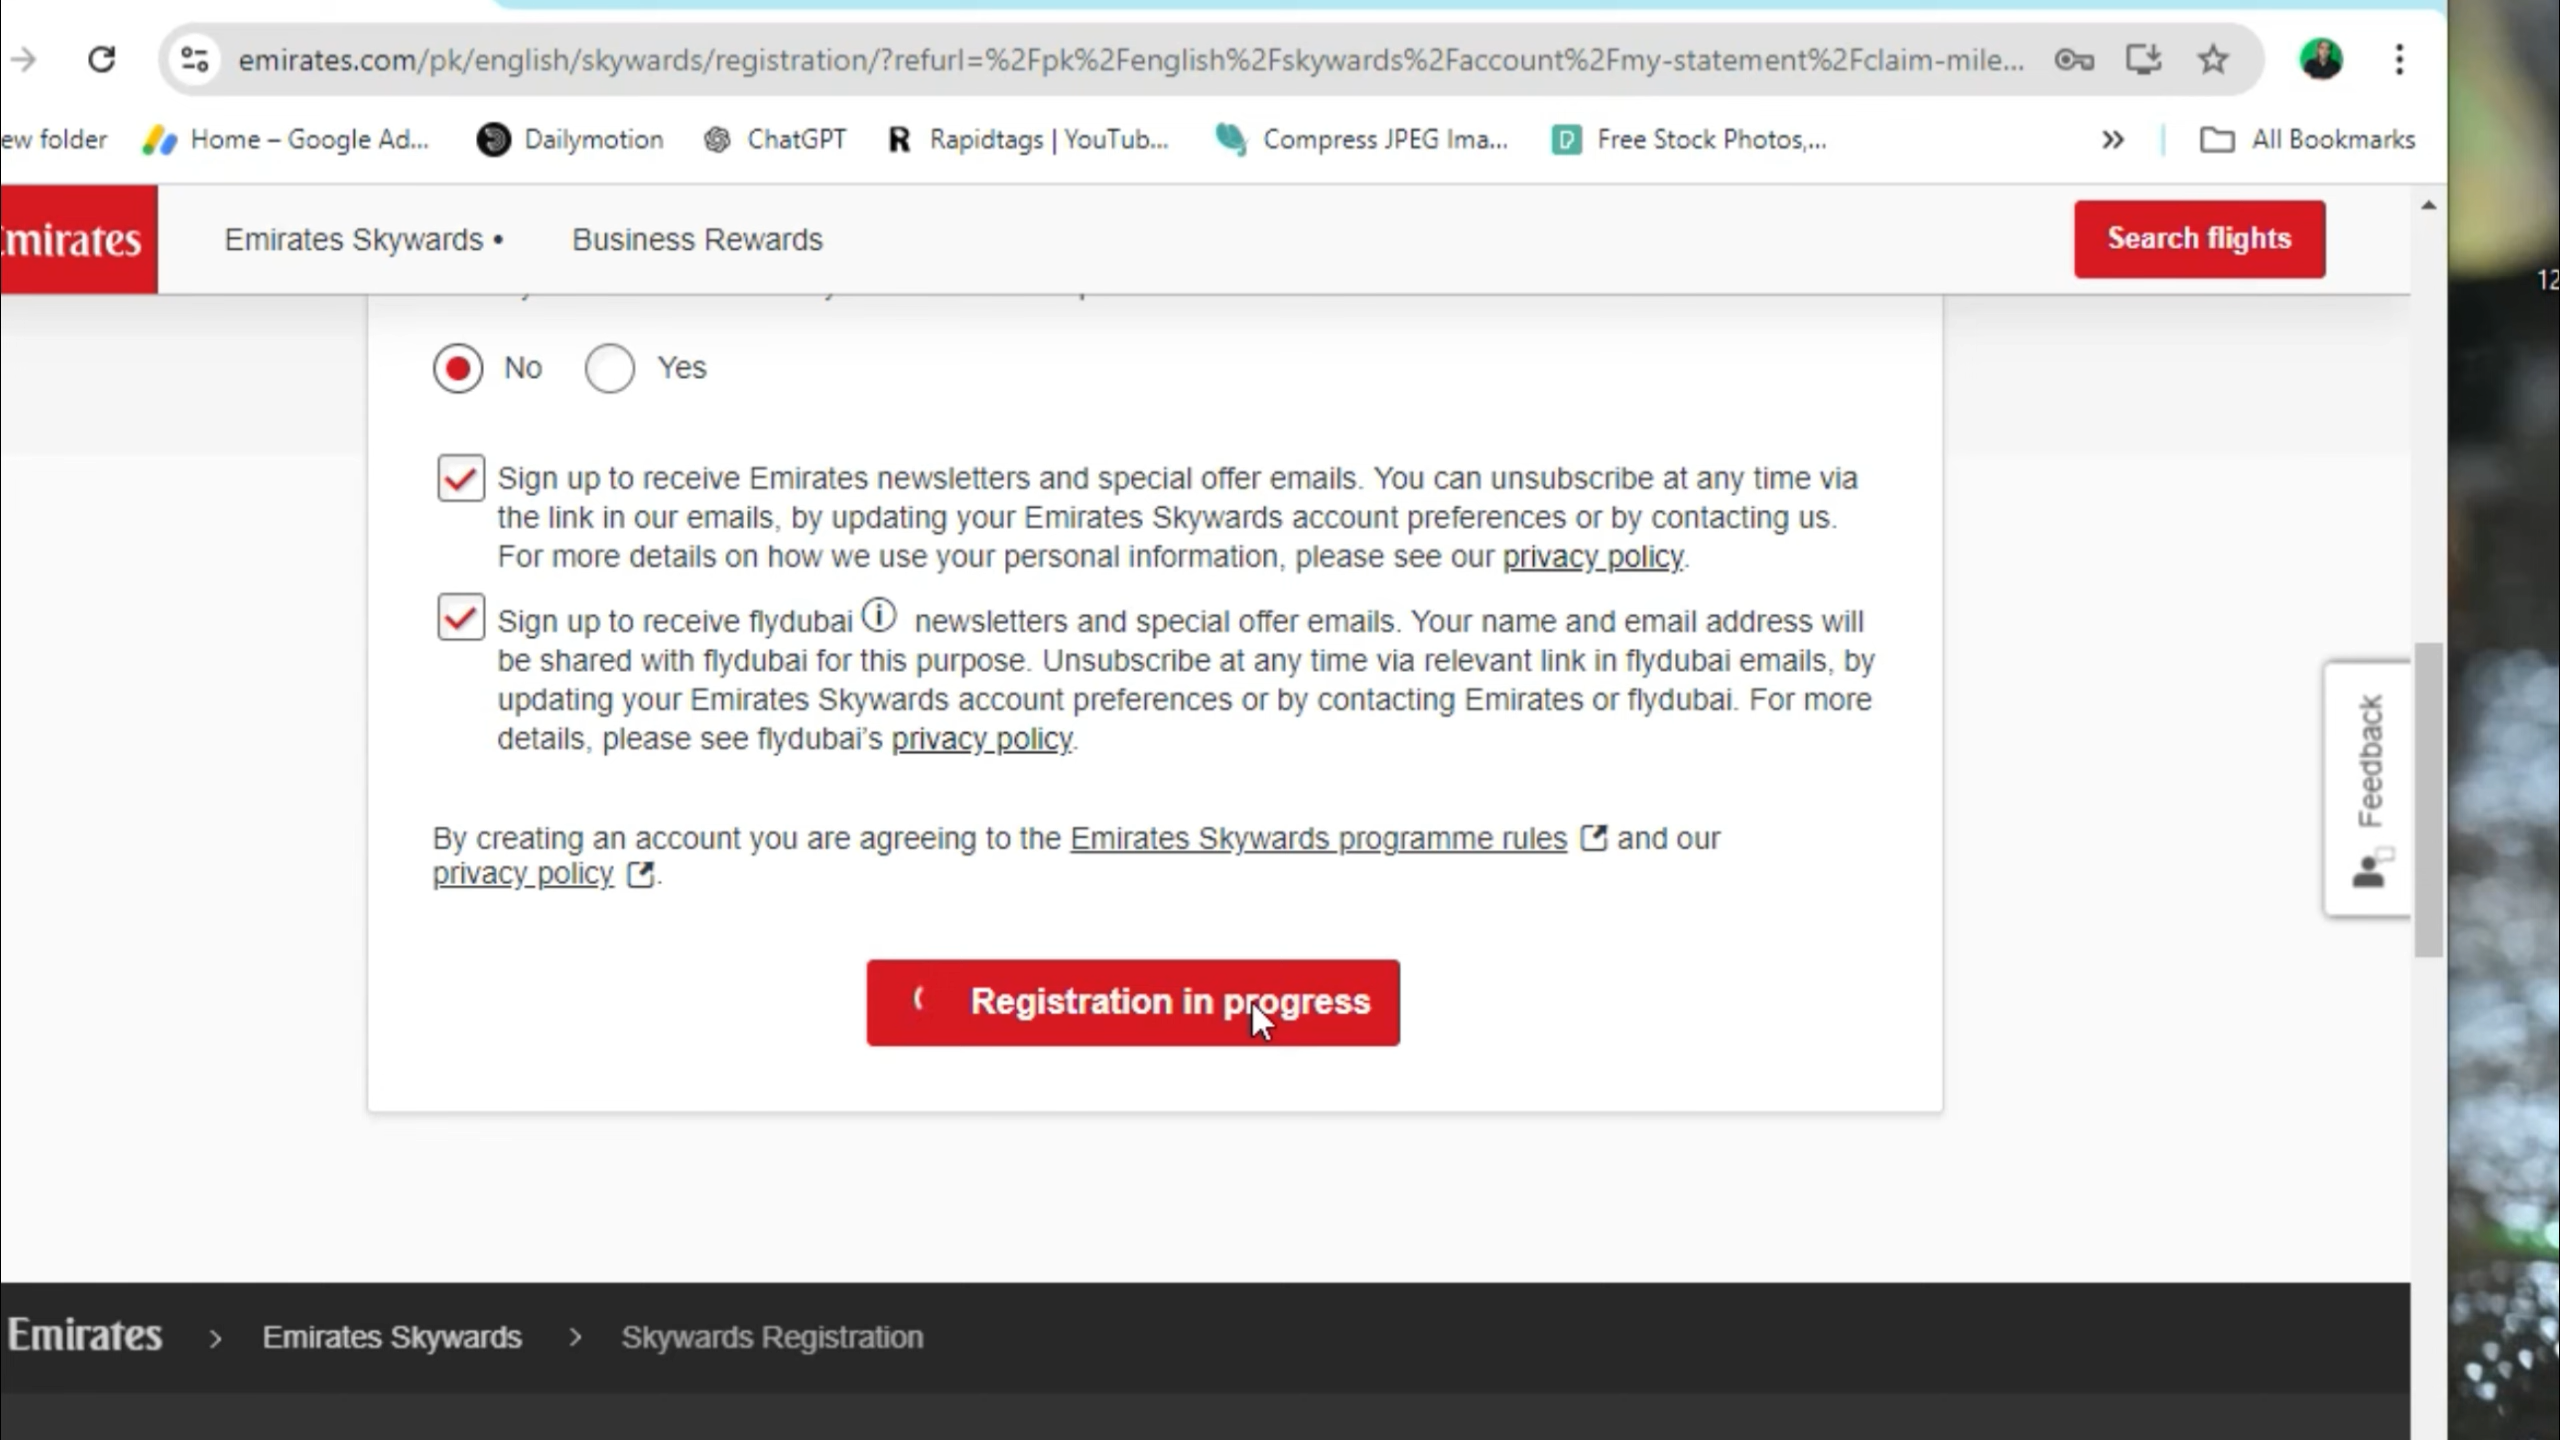 emirates.com/pk/english/skywards/registration/?refurl=%2Fpk%2Fenglish%2Fskywards%2Faccount%2Fmy-statement%2Fclaim-mile...
ew folder Home – Google Ad... Dailymotion ChatGPT Rapidtags | YouTub... Compress JPEG Ima... Free Stock Photos,... » All Bookmarks
mirates Emirates Skywards • Business Rewards Search flights
12
No Yes
Sign up to receive Emirates newsletters and special offer emails. You can unsubscribe at any time via
the link in our emails, by updating your Emirates Skywards account preferences or by contacting us.
For more details on how we use your personal information, please see our privacy policy.
Sign up to receive flydubai newsletters and special offer emails. Your name and email address will
be shared with flydubai for this purpose. Unsubscribe at any time via relevant link in flydubai emails, by
updating your Emirates Skywards account preferences or by contacting Emirates or flydubai. For more
details, please see flydubai's privacy policy.
Feedback
By creating an account you are agreeing to the Emirates Skywards programme rules and our
privacy policy.
Registration in progress
Emirates > Emirates Skywards > Skywards Registration